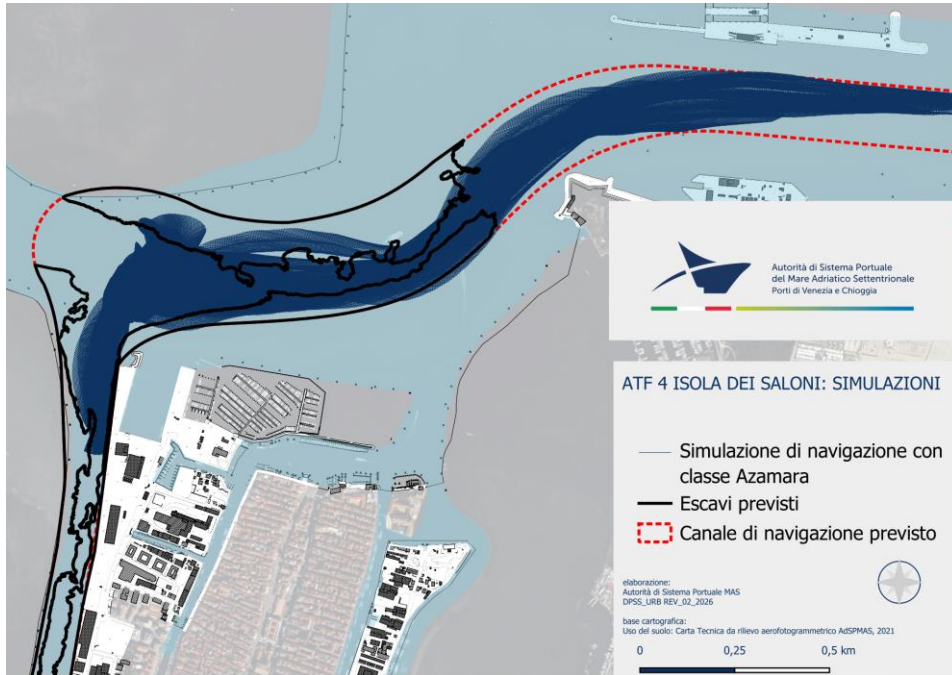 Autorità di Sistema Portuale
del Mare Adriatico Settentrionale
Porti di Venezia e Chioggia
ATF 4 ISOLA DEI SALONI: SIMULAZIONI
Simulazione di navigazione con
classe Azamara
Escavi previsti
Canale di navigazione previsto
elaborazione:
Autorità di Sistema Portuale MAS
DPSS_URB REV_02_2026
base cartografica:
Uso del suolo: Carta Tecnica da rilievo aerofotogrammetrico AdSPMAS, 2021
0 0,25 0,5 km